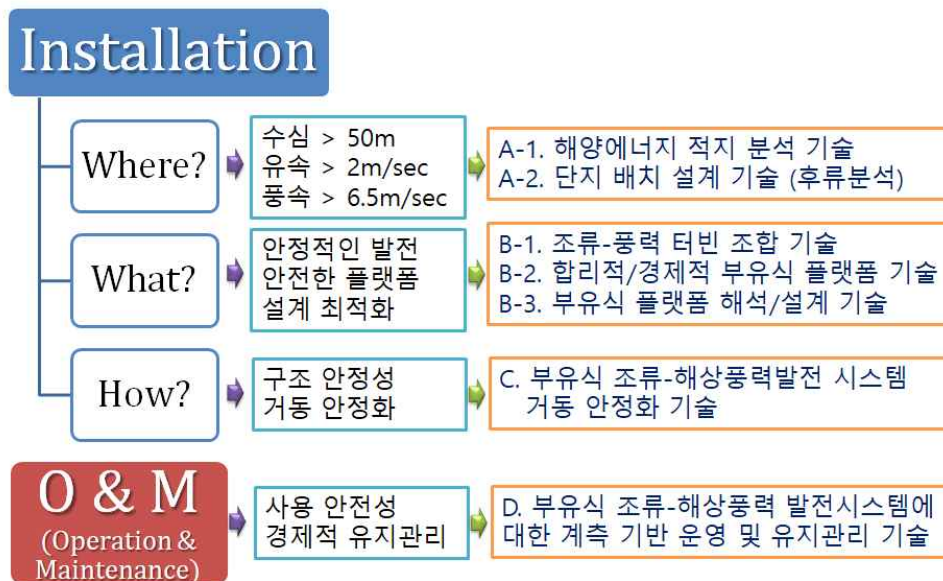 Installation
Where?
수심 > 50m
유속 > 2m/sec
풍속 > 6.5m/sec
A-1. 해양에너지 적지 분석 기술
A-2. 단지 배치 설계 기술 (후류분석)
What?
안정적인 발전
안전한 플랫폼
설계 최적화
B-1. 조류-풍력 터빈 조합 기술
B-2. 합리적/경제적 부유식 플랫폼 기술
B-3. 부유식 플랫폼 해석/설계 기술
How?
구조 안정성
거동 안정화
C. 부유식 조류-해상풍력발전 시스템
거동 안정화 기술
O & M
(Operation &
Maintenance)
사용 안전성
경제적 유지관리
D. 부유식 조류-해상풍력 발전시스템에
대한 계측 기반 운영 및 유지관리 기술